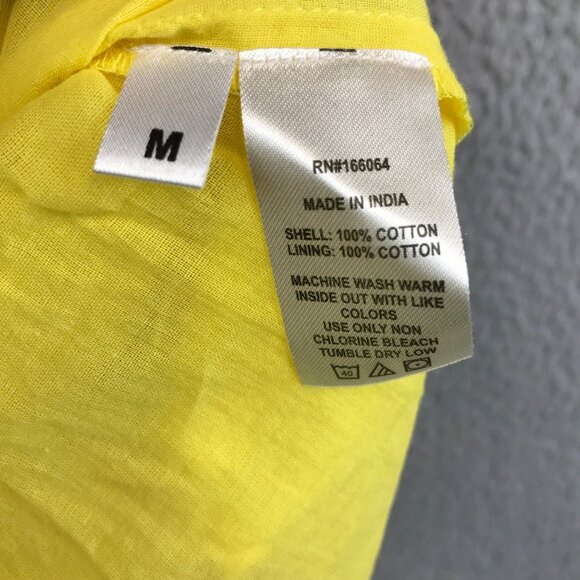 M
RN#166064
MADE IN INDIA
SHELL: 100% COTTON
LINING: 100% COTTON
MACHINE WASH WARM
INSIDE OUT WITH LIKE
COLORS
USE ONLY NON
CHLORINE BLEACH
TUMBLE DRY LOW
40